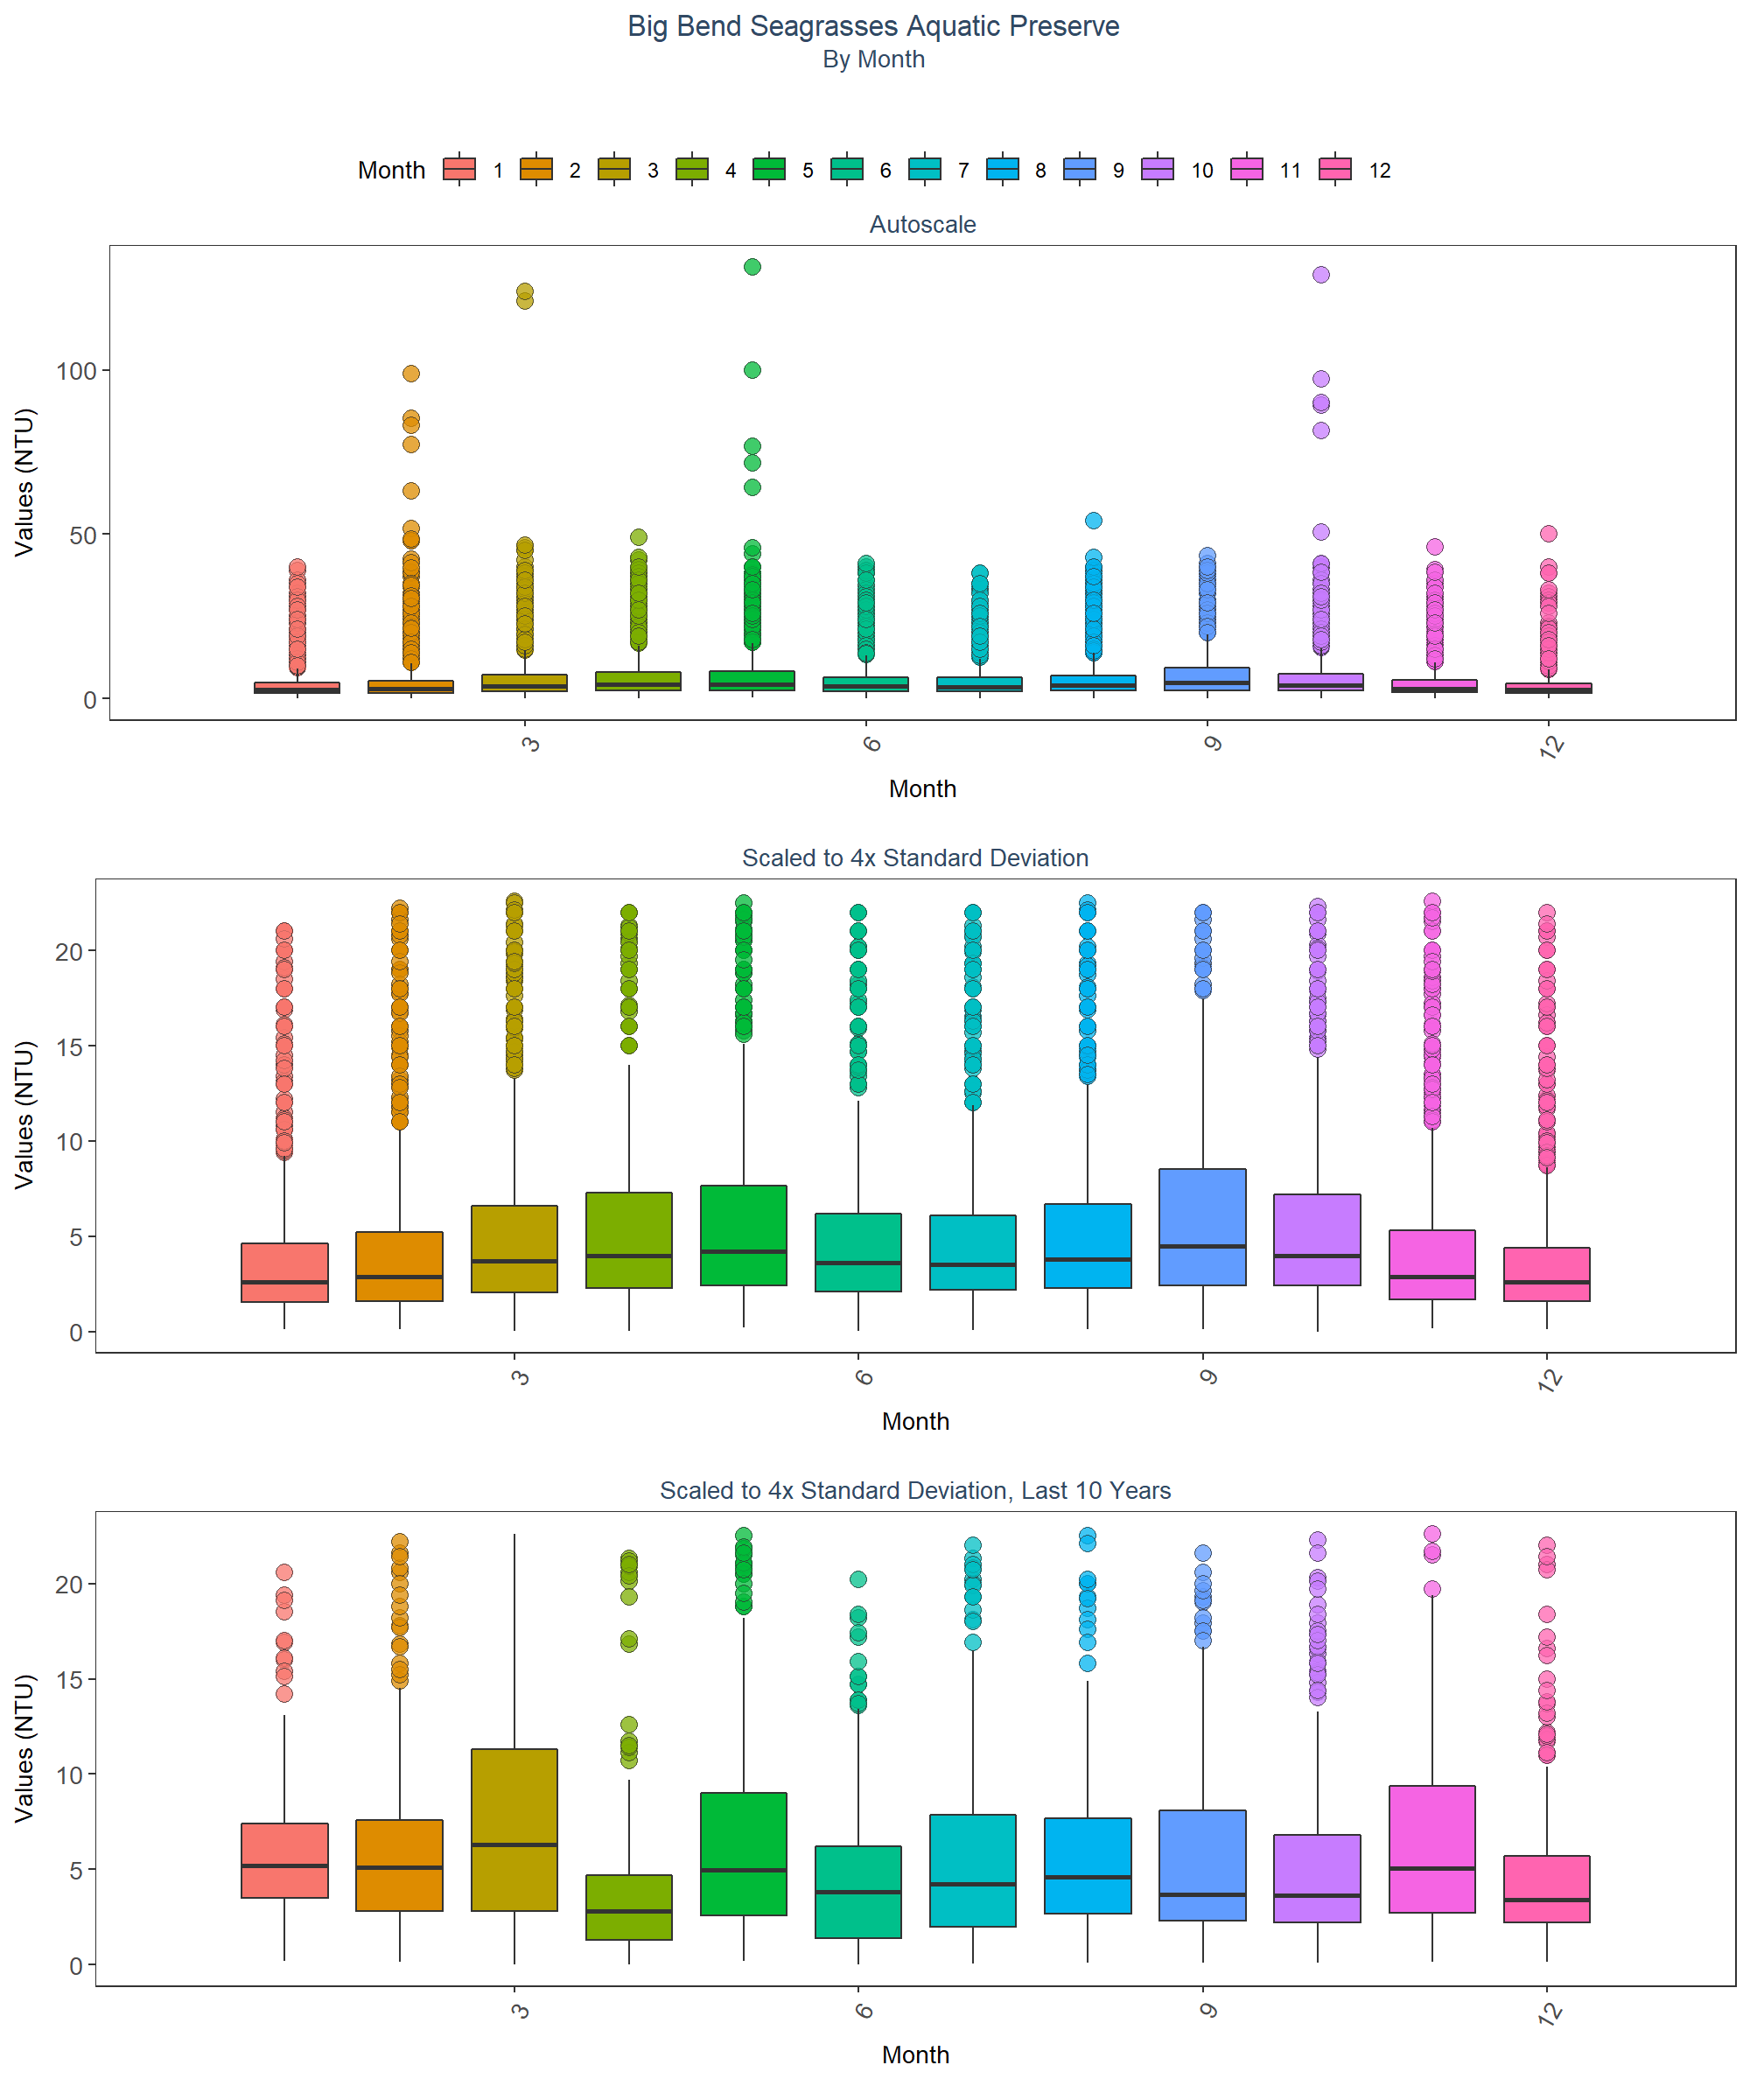 Big Bend Seagrasses Aquatic Preserve
By Month
Month 1 2 3 4 5 6 7 8 9 10 11 12
Autoscale
Values (NTU)
100
50
0
3 6 9 12
Month
Scaled to 4x Standard Deviation
Values (NTU)
20
15
10
5
0
3 6 9 12
Month
Scaled to 4x Standard Deviation, Last 10 Years
Values (NTU)
20
15
10
5
0
3 6 9 12
Month